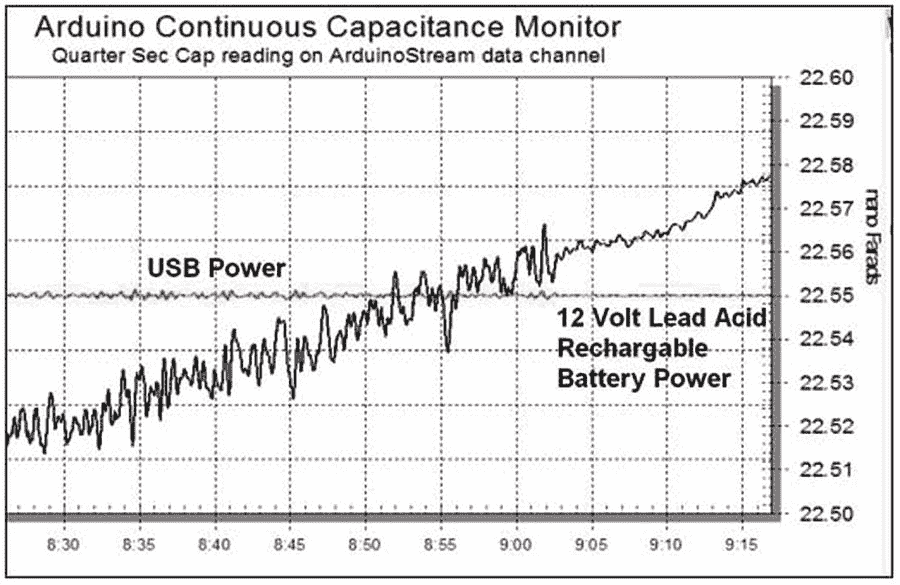 Arduino Continuous Capacitance Monitor
Quarter Sec Cap reading on ArduinoStream data channel
22.60
22.59
22.58
22.57
22.56
22.55
22.54
22.53
22.52
22.51
22.50
nano Farads
USB Power
12 Volt Lead Acid
Rechargable
Battery Power
8:30 8:35 8:40 8:45 8:50 8:55 9:00 9:05 9:10 9:15